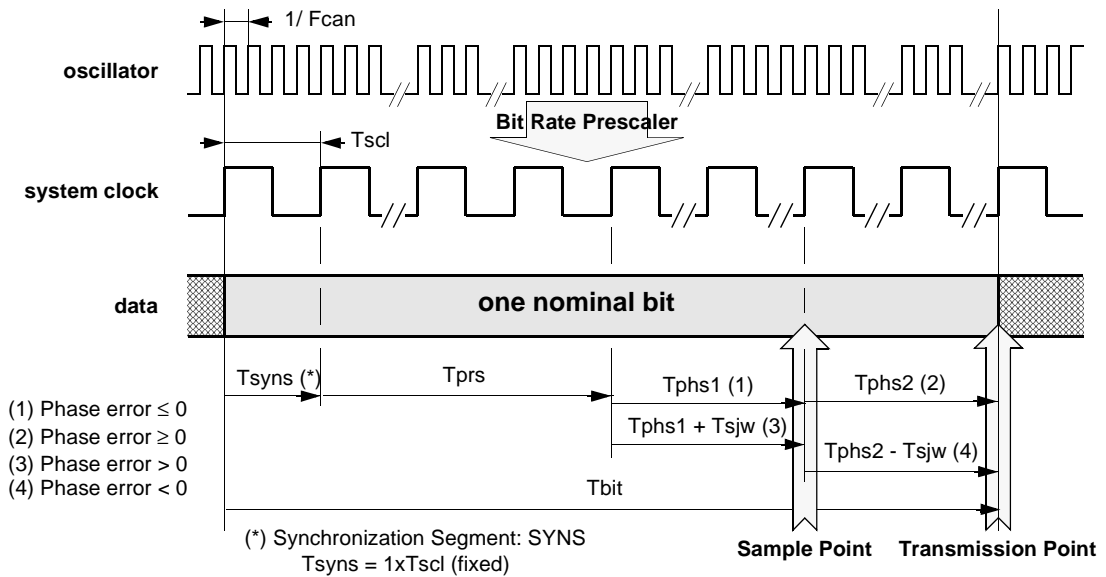 1/ Fcan
oscillator
Bit Rate Prescaler
Tscl
system clock
data
one nominal bit
Tsyns (*)
Tprs
Tphs1 (1)
Tphs2 (2)
(1) Phase error ≤ 0
(2) Phase error ≥ 0
(3) Phase error > 0
(4) Phase error < 0
Tphs1 + Tsjw (3)
Tphs2 - Tsjw (4)
Tbit
(*) Synchronization Segment: SYNS
Tsyns = 1xTscl (fixed)
Sample Point
Transmission Point